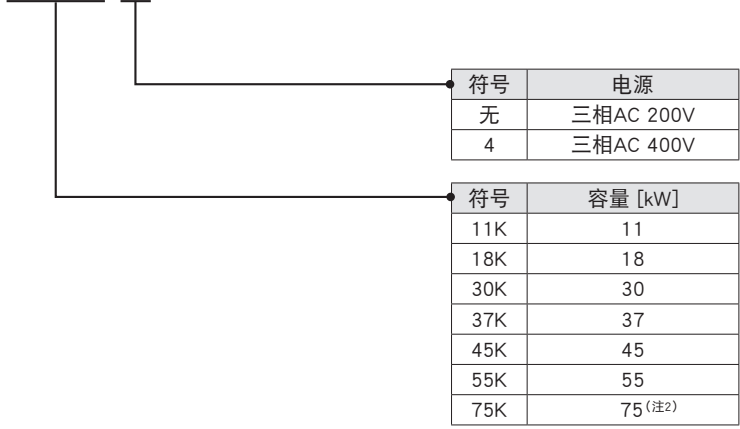 符号 电源
无 三相AC 200V
4 三相AC 400V
符号 容量 [kW]
11K 11
18K 18
30K 30
37K 37
45K 45
55K 55
75K 75(注2)